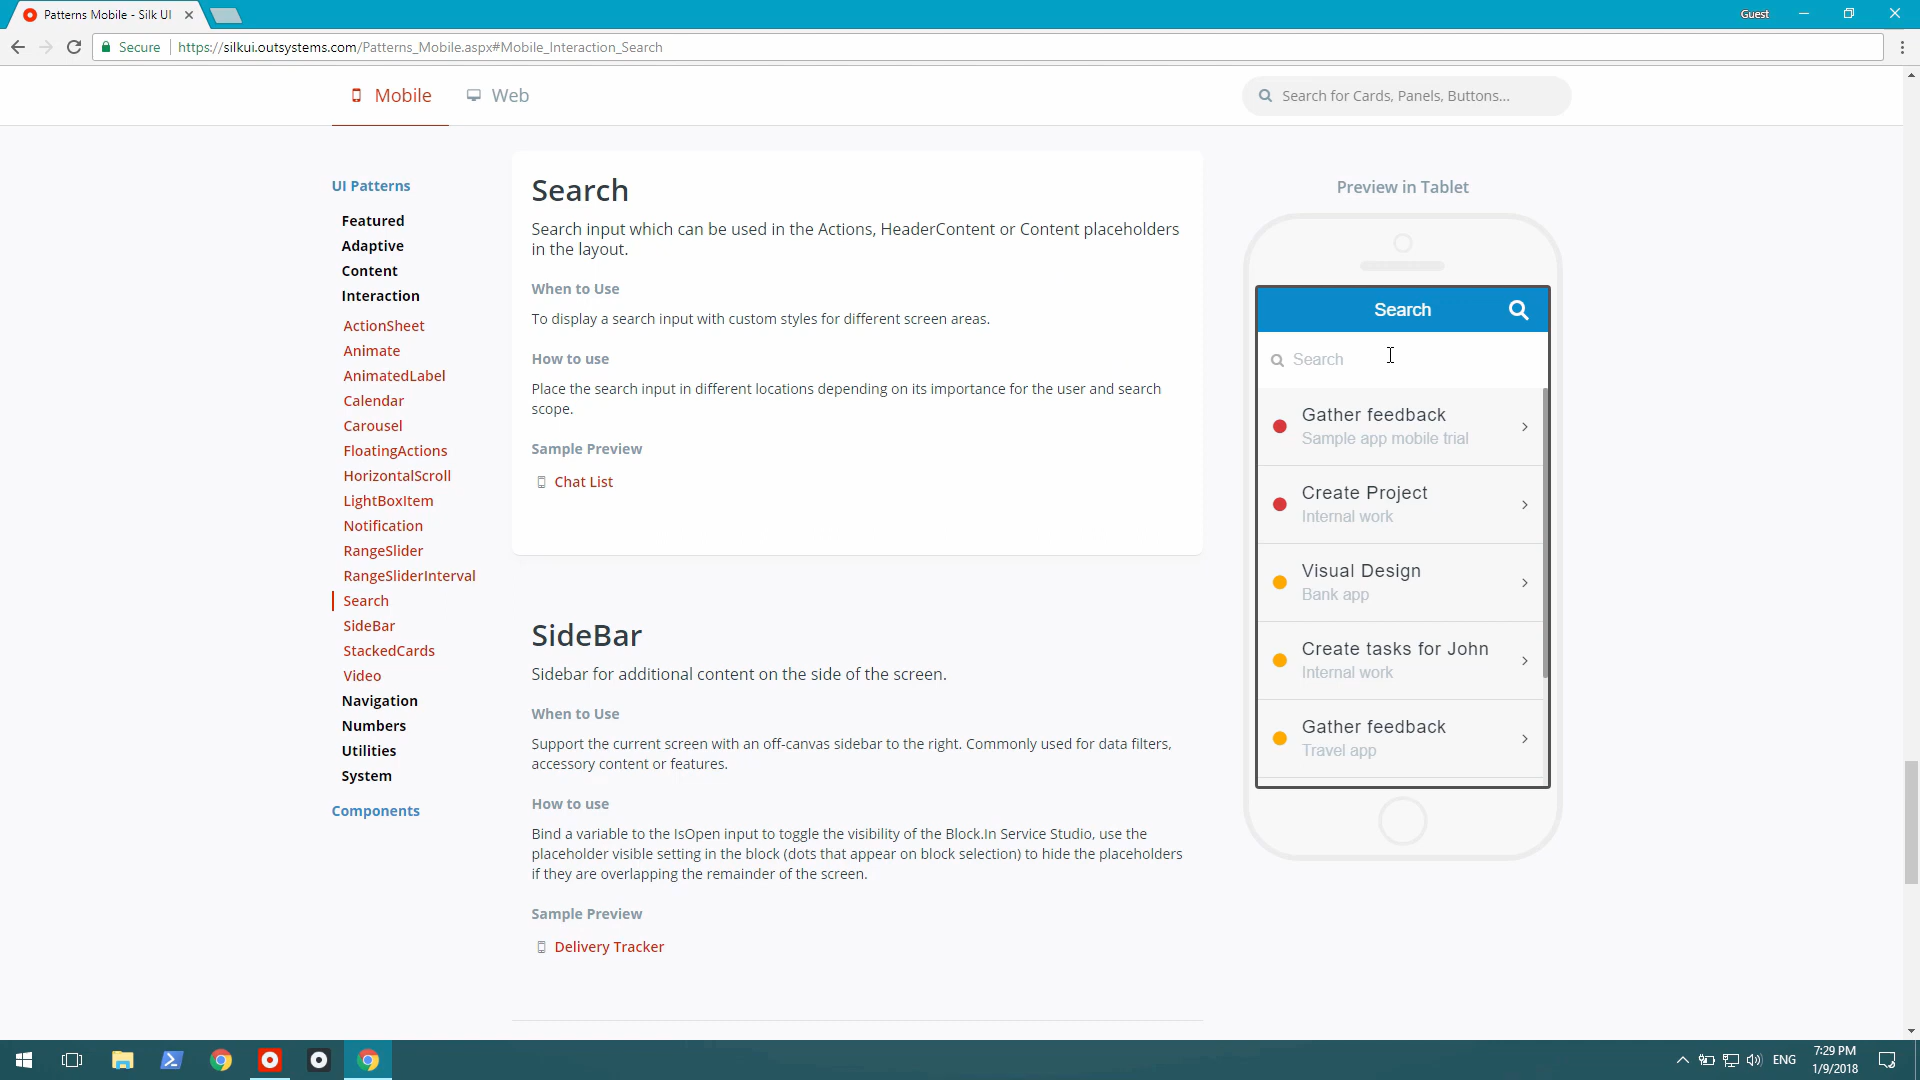 Patterns Mobile - Silk UI
Guest
Secure
https://silkui.outsystems.com/Patterns_Mobile.aspx#Mobile_Interaction_Search
Mobile
Web
Search for Cards, Panels, Buttons...
UI Patterns
Featured
Adaptive
Content
Interaction
ActionSheet
Animate
AnimatedLabel
Calendar
Carousel
FloatingActions
HorizontalScroll
LightBoxItem
Notification
RangeSlider
RangeSliderInterval
Search
SideBar
StackedCards
Video
Navigation
Numbers
Utilities
System
Components
Search
Search input which can be used in the Actions, HeaderContent or Content placeholders
in the layout.
When to Use
To display a search input with custom styles for different screen areas.
How to use
Place the search input in different locations depending on its importance for the user and search
scope.
Sample Preview
Chat List
SideBar
Sidebar for additional content on the side of the screen.
When to Use
Support the current screen with an off-canvas sidebar to the right. Commonly used for data filters,
accessory content or features.
How to use
Bind a variable to the IsOpen input to toggle the visibility of the Block.In Service Studio, use the
placeholder visible setting in the block (dots that appear on block selection) to hide the placeholders
if they are overlapping the remainder of the screen.
Sample Preview
Delivery Tracker
Preview in Tablet
Search
Search
Gather feedback
Sample app mobile trial
Create Project
Internal work
Visual Design
Bank app
Create tasks for John
Internal work
Gather feedback
Travel app
ENG
7:29 PM
1/9/2018